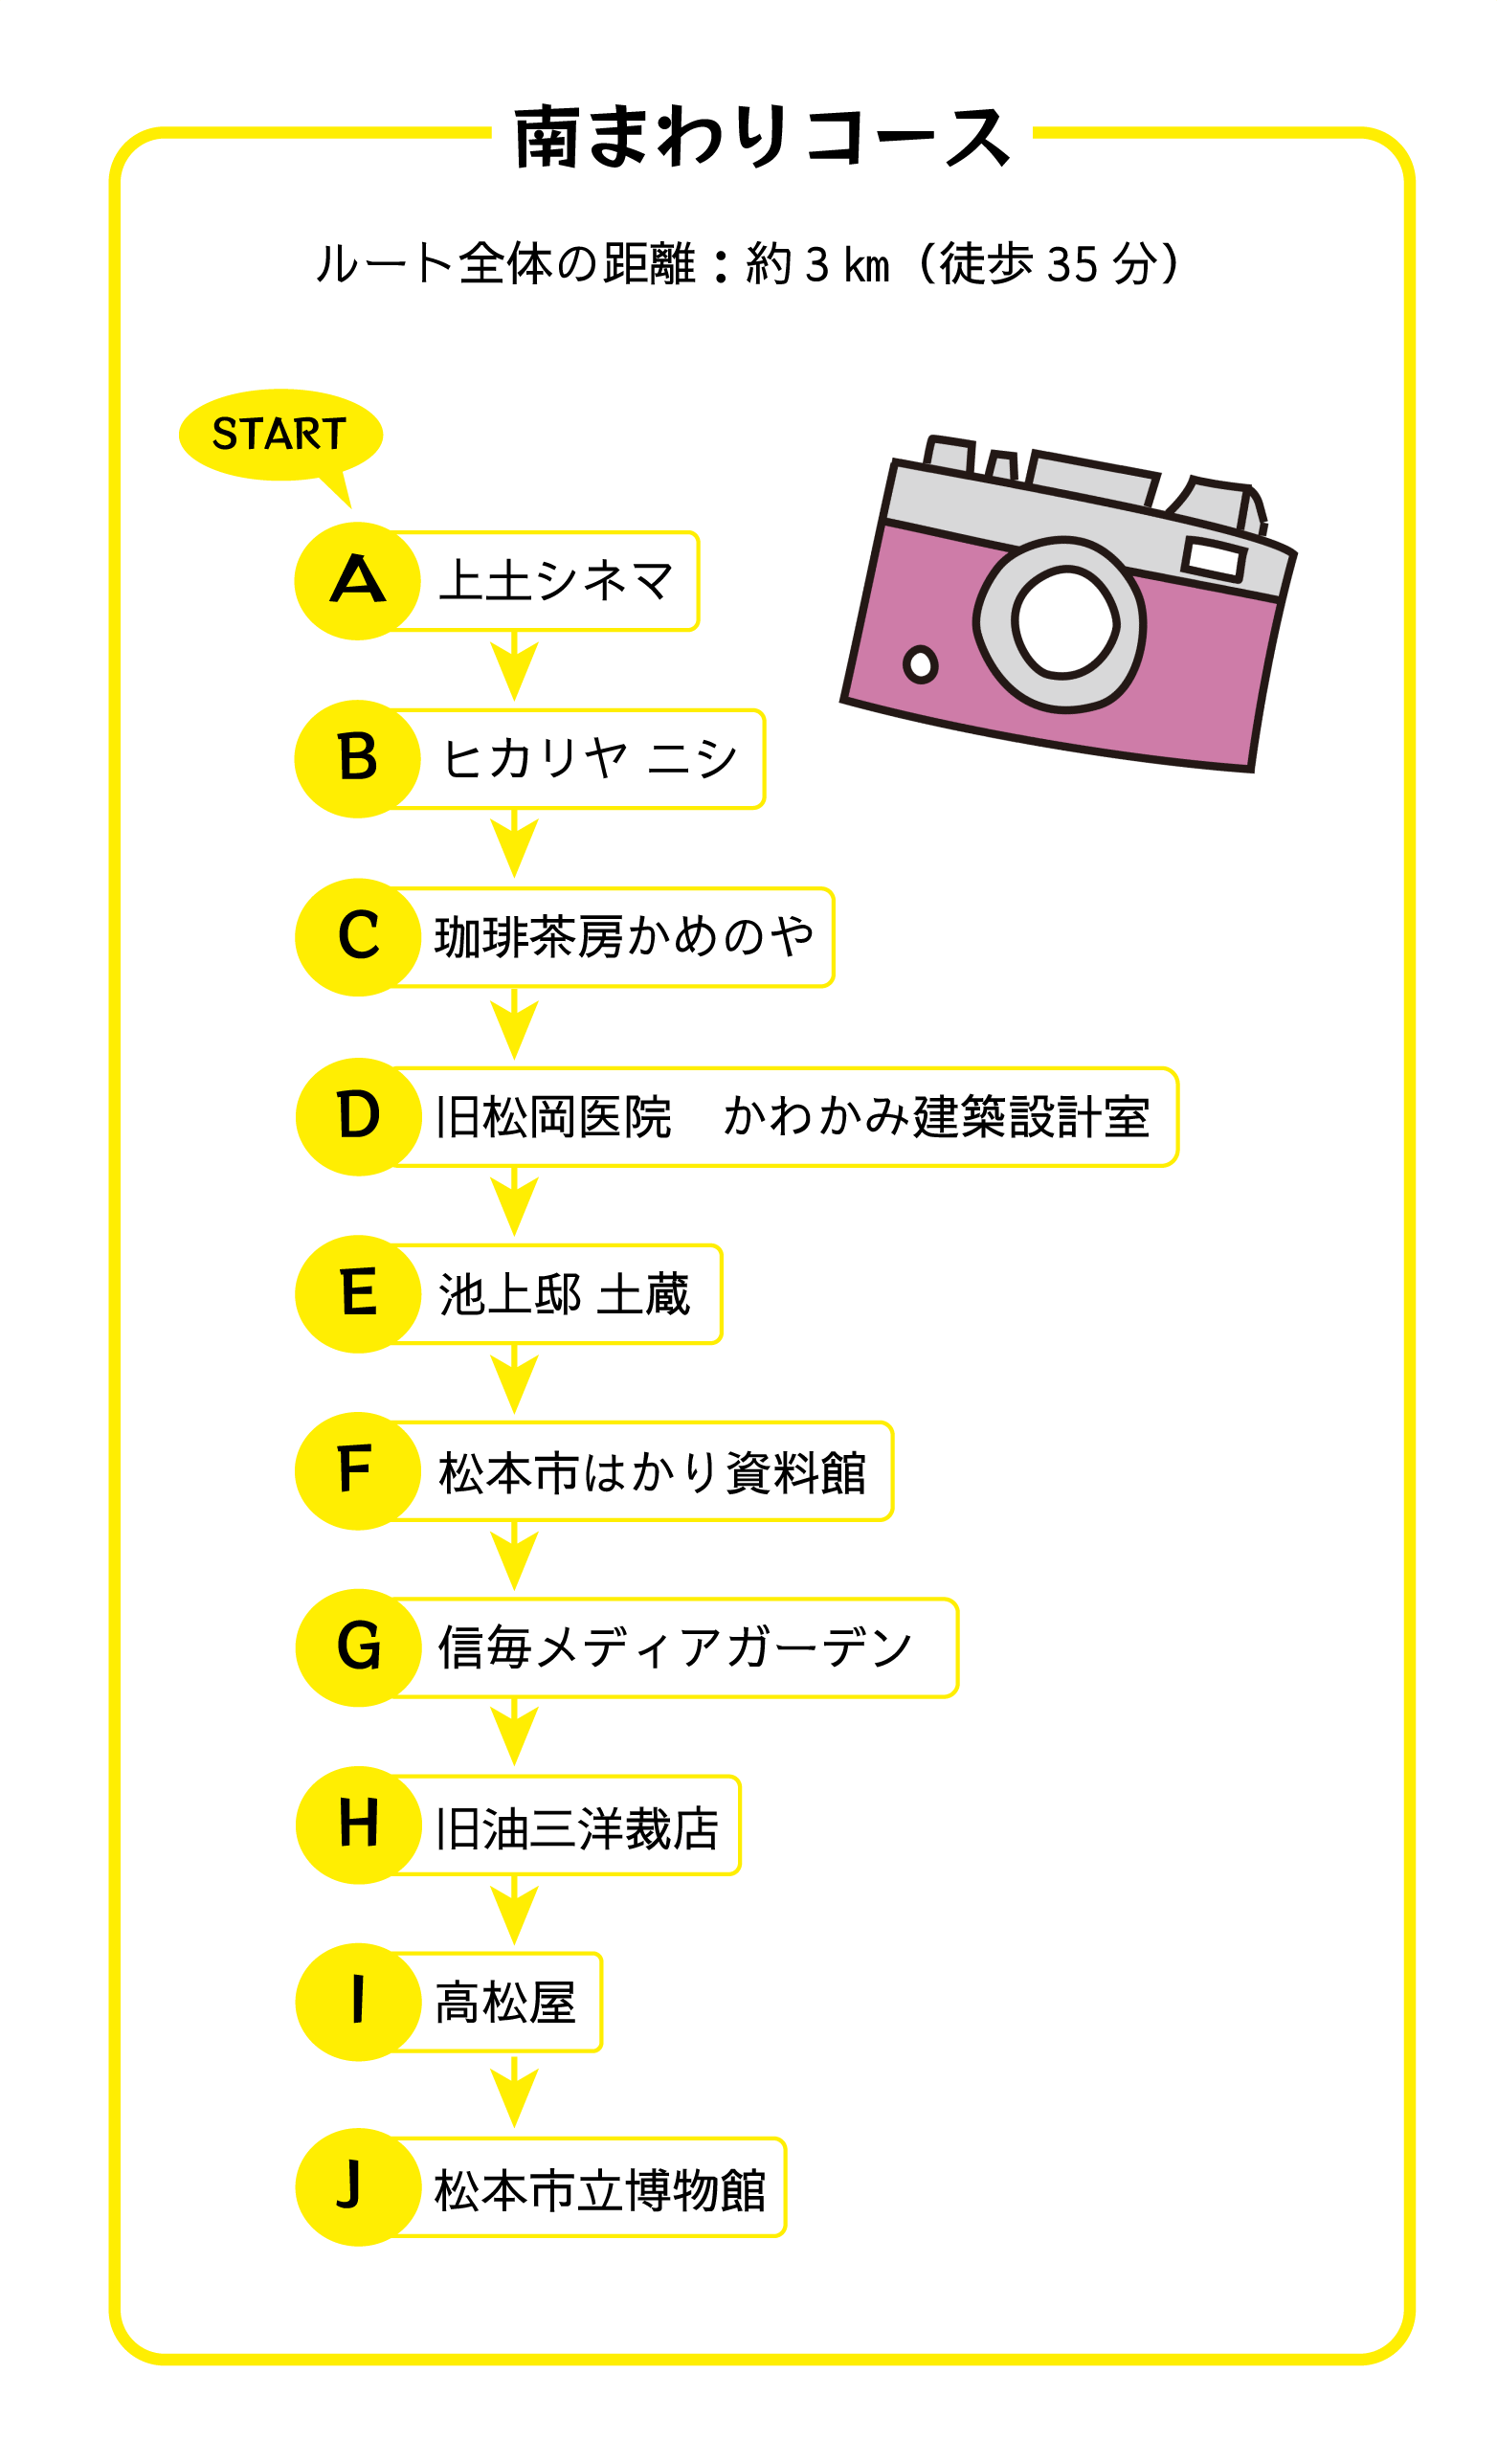 南まわりコース
ルート全体の距離：約 3 km（徒歩 35 分）
START
A 上土シネマ
B ヒカリヤ ニシ
C 珈琲茶房かめのや
D 旧松岡医院　かわかみ建築設計室
E 池上邸 土蔵
F 松本市はかり資料館
G 信毎メディアガーデン
H 旧油三洋裁店
I 高松屋
J 松本市立博物館